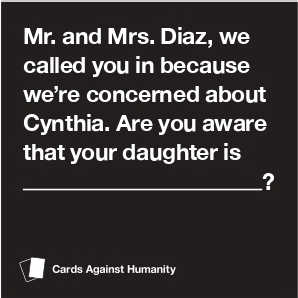 Mr. and Mrs. Diaz, we
called you in because
we're concerned about
Cynthia. Are you aware
that your daughter is
____________________?
Cards Against Humanity